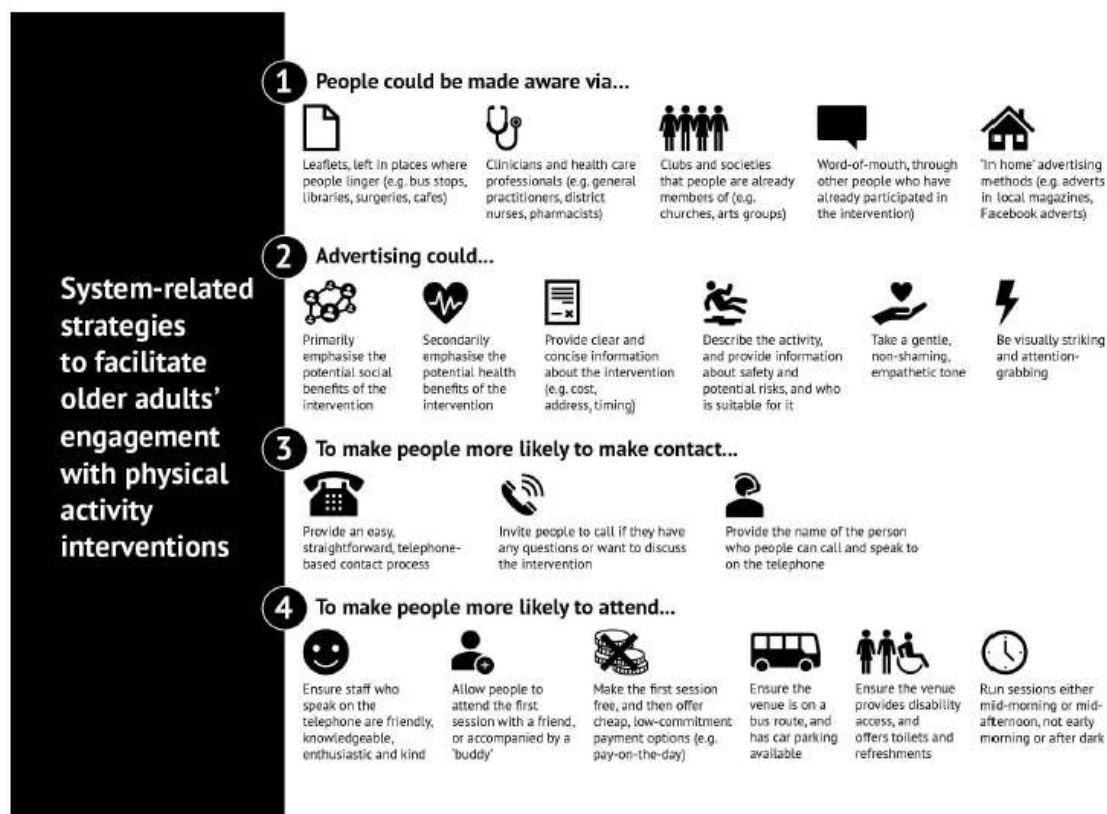 System-related
strategies
to facilitate
older adults’
engagement
with physical
activity
interventions
1 People could be made aware via...
Leaflets, left in places where
people linger (e.g. bus stops,
libraries, surgeries, cafes)
Clinicians and health care
professionals (e.g. general
practitioners, district
nurses, pharmacists)
Clubs and societies
that people are already
members of (e.g.
churches, arts groups)
Word-of-mouth, through
other people who have
already participated in
the intervention)
‘In home’ advertising
methods (e.g. adverts
in local magazines,
Facebook adverts)
2 Advertising could...
Primarily
emphasise the
potential social
benefits of the
intervention
Secondarily
emphasise the
potential health
benefits of the
intervention
Provide clear and
concise information
about the intervention
(e.g. cost,
address, timing)
Describe the activity,
and provide information
about safety and
potential risks, and who
is suitable for it
Take a gentle,
non-shaming,
empathetic tone
Be visually striking
and attention-
grabbing
3 To make people more likely to make contact...
Provide an easy,
straightforward, telephone-
based contact process
Invite people to call if they have
any questions or want to discuss
the intervention
Provide the name of the person
who people can call and speak to
on the telephone
4 To make people more likely to attend...
Ensure staff who
speak on the
telephone are friendly,
knowledgeable,
enthusiastic and kind
Allow people to
attend the first
session with a friend,
or accompanied by a
‘buddy’
Make the first session
free, and then offer
cheap, low-commitment
payment options (e.g.
pay-on-the-day)
Ensure the
venue is on a
bus route, and
has car parking
available
Ensure the venue
provides disability
access, and
offers toilets and
refreshments
Run sessions either
mid-morning or mid-
afternoon, not early
morning or after dark